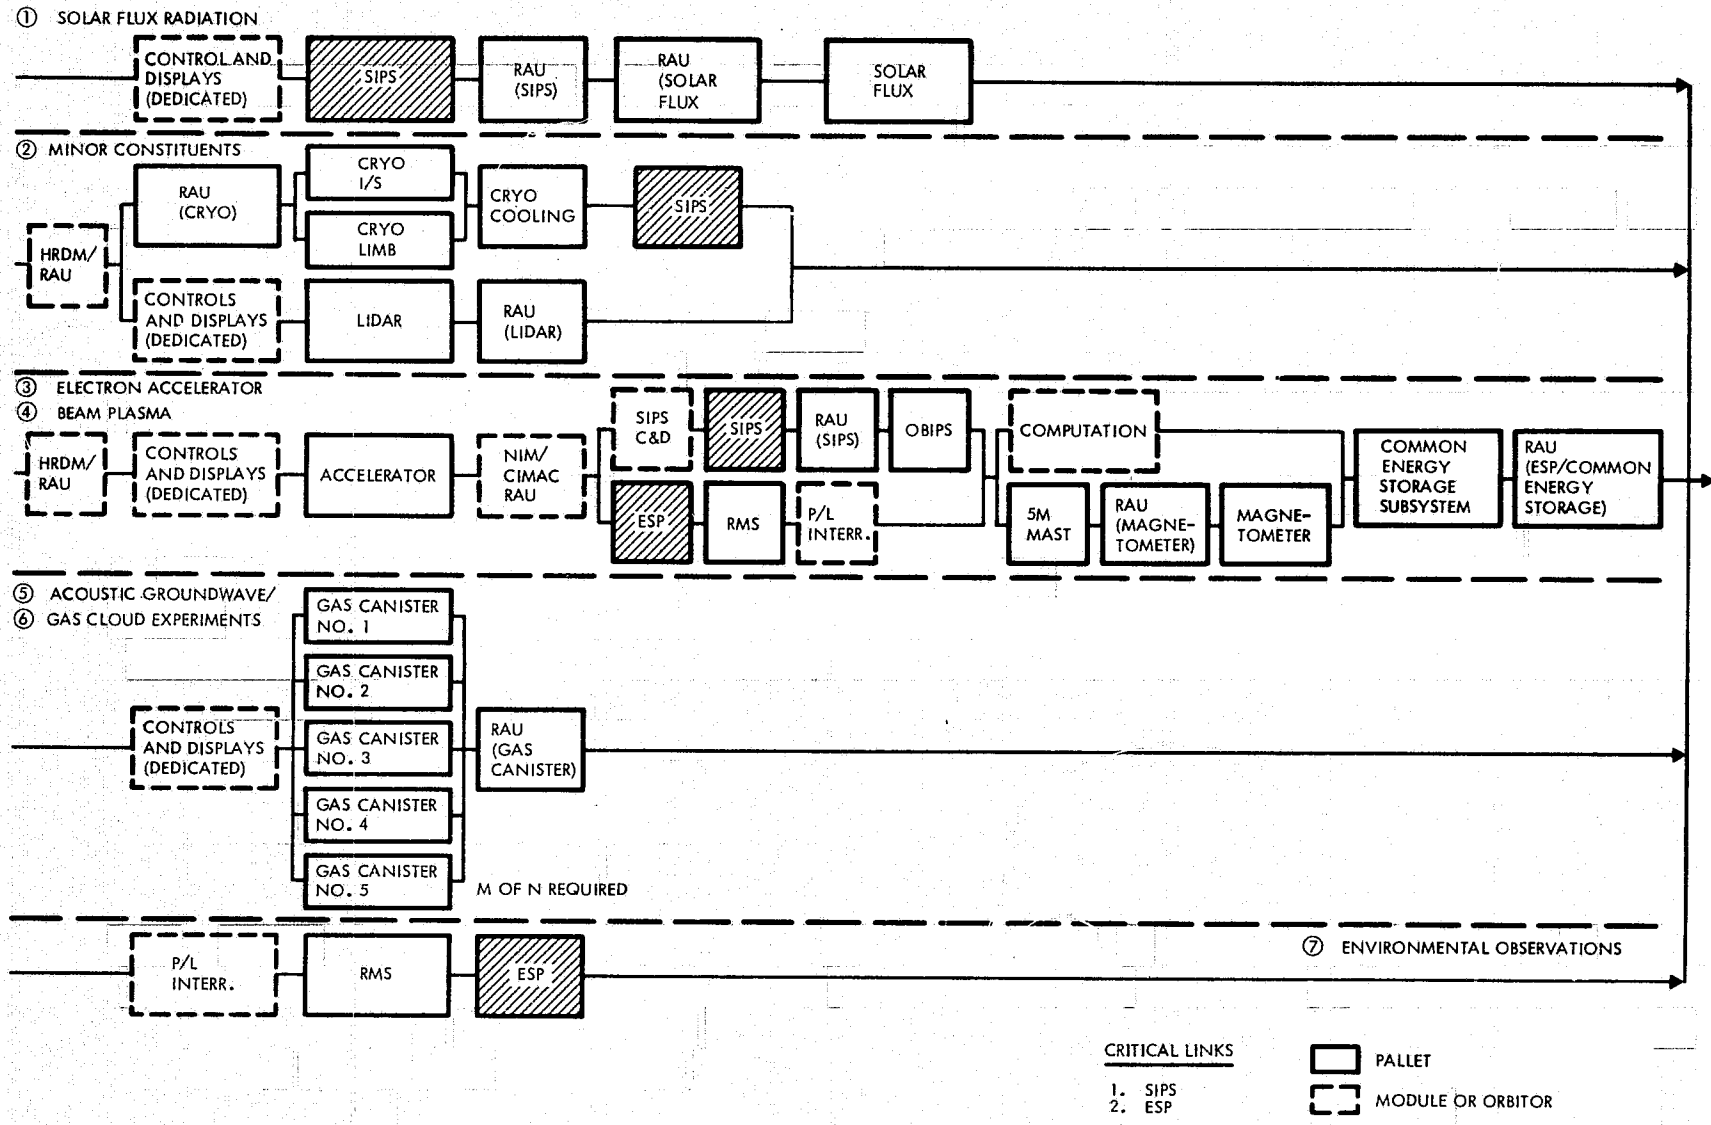 ① SOLAR FLUX RADIATION
CONTROL AND
DISPLAYS
(DEDICATED)
SIPS
RAU
(SIPS)
RAU
(SOLAR
FLUX
SOLAR
FLUX
② MINOR CONSTITUENTS
HRDM/
RAU
RAU
(CRYO)
CRYO
I/S
CRYO
LIMB
CRYO
COOLING
SIPS
CONTROLS
AND DISPLAYS
(DEDICATED)
LIDAR
RAU
(LIDAR)
③ ELECTRON ACCELERATOR
④ BEAM PLASMA
HRDM/
RAU
CONTROLS
AND DISPLAYS
(DEDICATED)
ACCELERATOR
NIM/
CIMAC
RAU
SIPS
C&D
SIPS
RAU
(SIPS)
OBIPS
ESP
RMS
P/L
INTERR.
COMPUTATION
5M
MAST
RAU
(MAGNE-
TOMETER)
MAGNE-
TOMETER
COMMON
ENERGY
STORAGE
SUBSYSTEM
RAU
(ESP/COMMON
ENERGY
STORAGE)
⑤ ACOUSTIC GROUNDWAVE/
⑥ GAS CLOUD EXPERIMENTS
CONTROLS
AND DISPLAYS
(DEDICATED)
GAS CANISTER
NO. 1
GAS CANISTER
NO. 2
GAS CANISTER
NO. 3
GAS CANISTER
NO. 4
GAS CANISTER
NO. 5
RAU
(GAS
CANISTER)
M OF N REQUIRED
⑦ ENVIRONMENTAL OBSERVATIONS
P/L
INTERR.
RMS
ESP
CRITICAL LINKS
1. SIPS
2. ESP
PALLET
MODULE OR ORBITOR